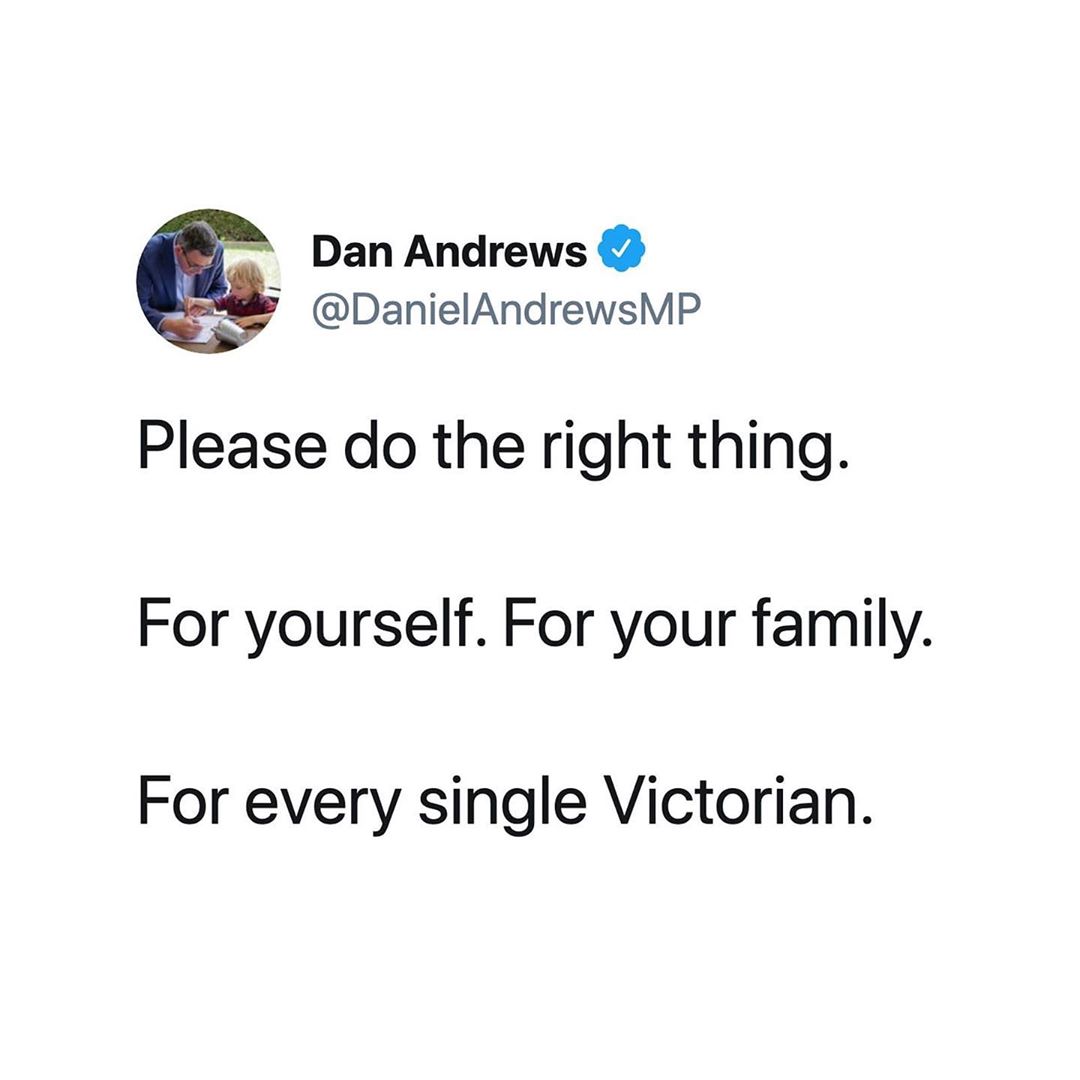 Dan Andrews
@DanielAndrewsMP
Please do the right thing.
For yourself. For your family.
For every single Victorian.